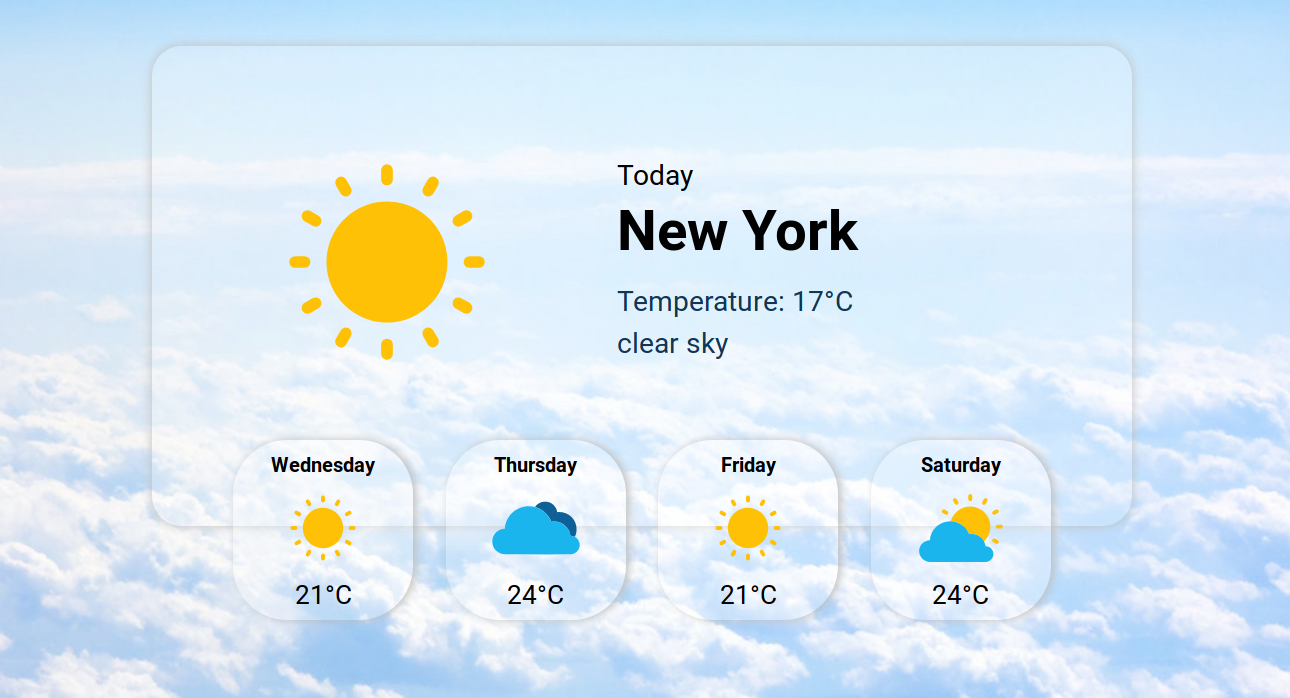 Today
New York
Temperature: 17°C
clear sky
Wednesday
21°C
Thursday
24°C
Friday
21°C
Saturday
24°C